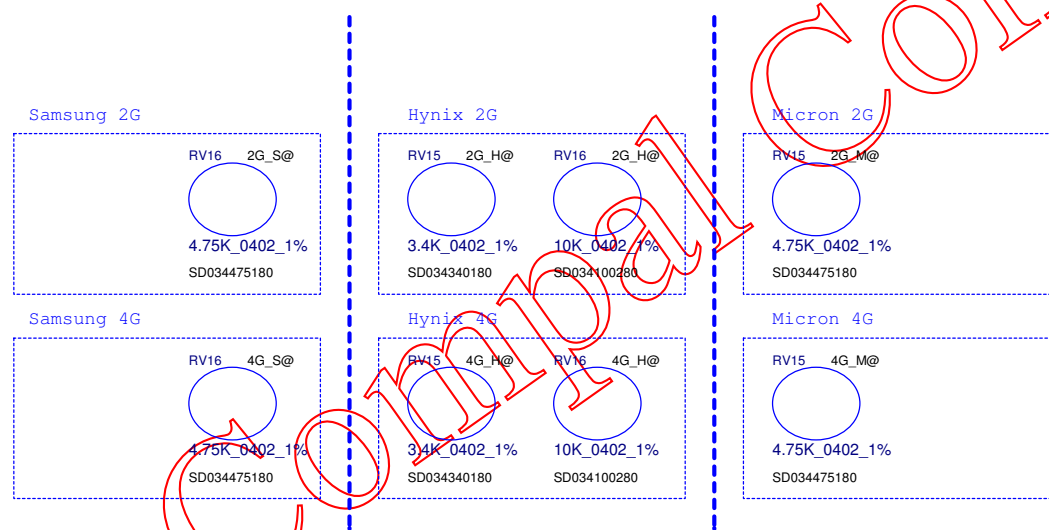 Samsung 2G
RV16 2G_S@
4.75K_0402_1%
SD034475180
Hynix 2G
RV15 2G_H@
3.4K_0402_1%
SD034340180
RV16 2G_H@
10K_0402_1%
SD034100280
Micron 2G
RV15 2G_M@
4.75K_0402_1%
SD034475180
Samsung 4G
RV16 4G_S@
4.75K_0402_1%
SD034475180
Hynix 4G
RV15 4G_H@
3.4K_0402_1%
SD034340180
RV16 4G_H@
10K_0402_1%
SD034100280
Micron 4G
RV15 4G_M@
4.75K_0402_1%
SD034475180
Compal